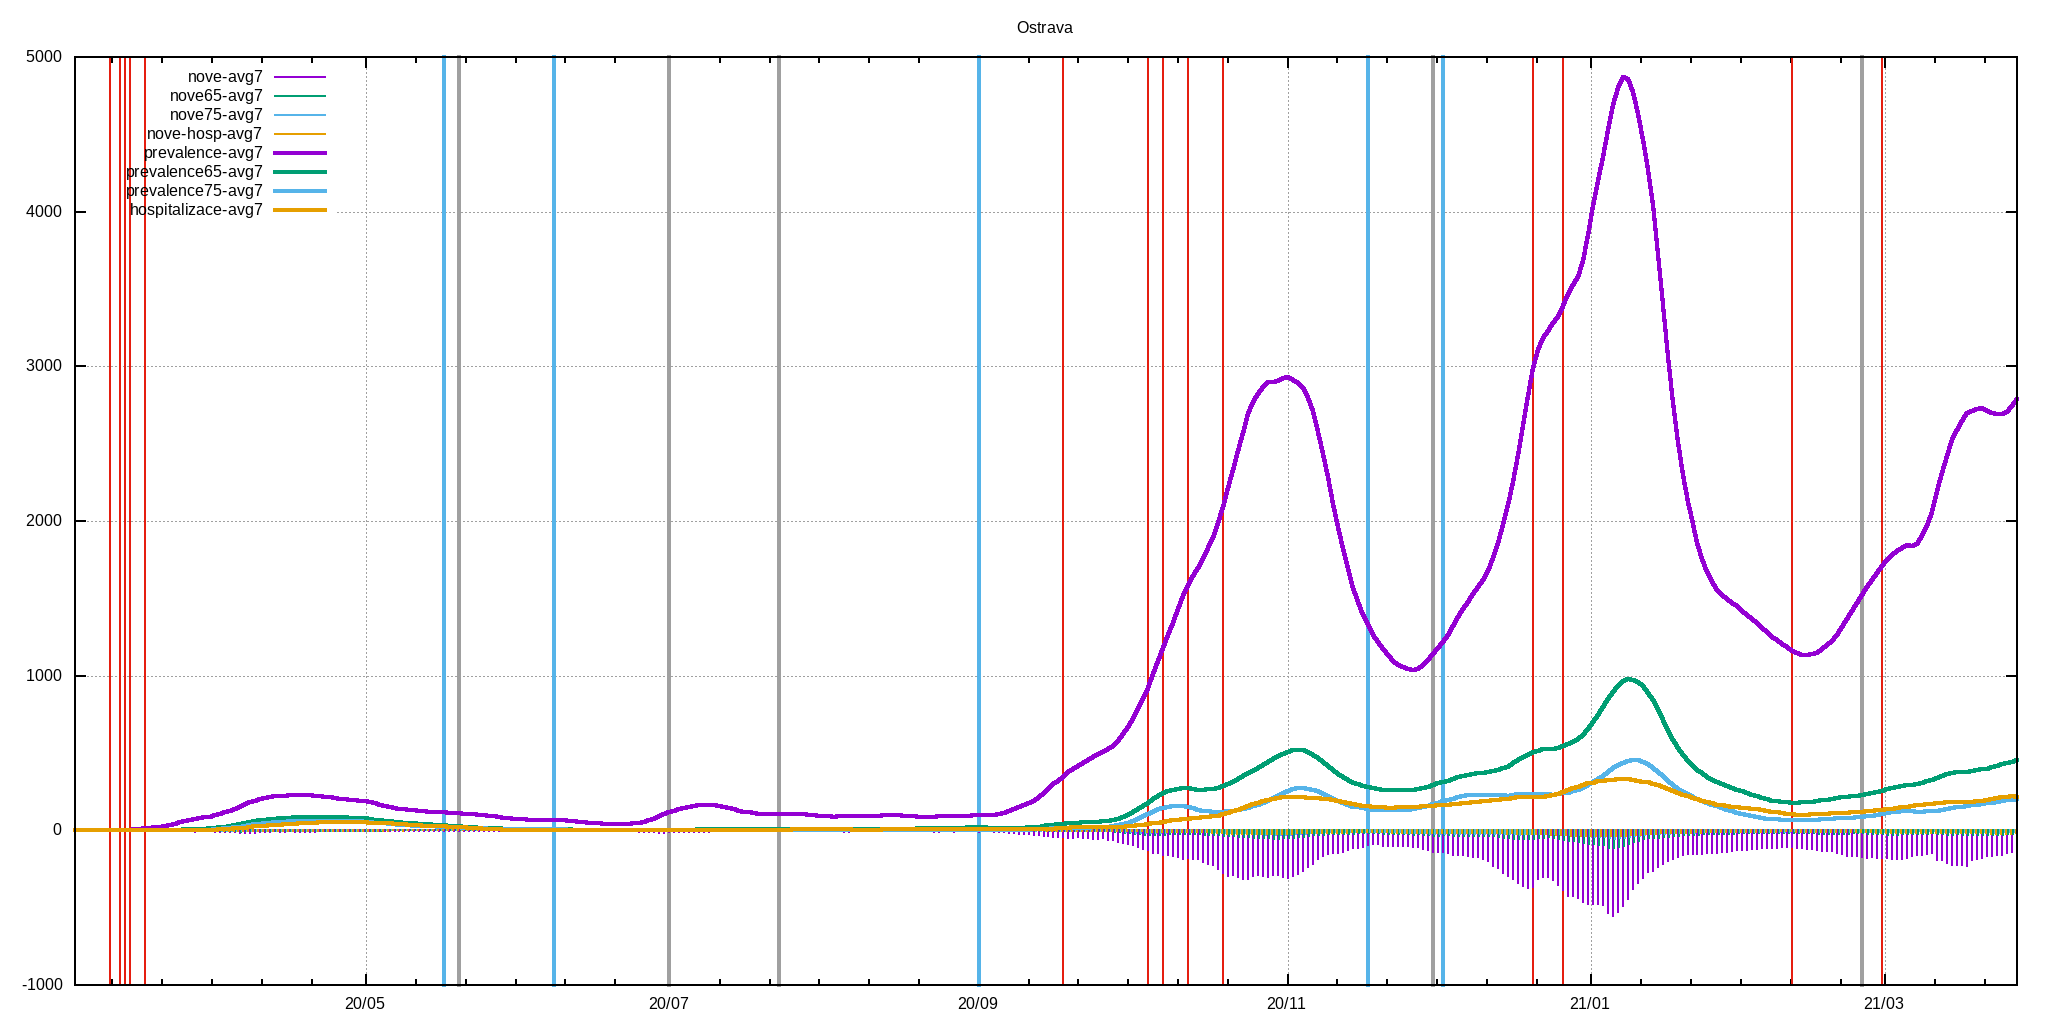 Ostrava
5000
nove-avg7
nove65-avg7
nove75-avg7
nove-hosp-avg7
prevalence-avg7
prevalence65-avg7
prevalence75-avg7
hospitalizace-avg7
4000
3000
2000
1000
0
-1000
20/05 20/07 20/09 20/11 21/01 21/03